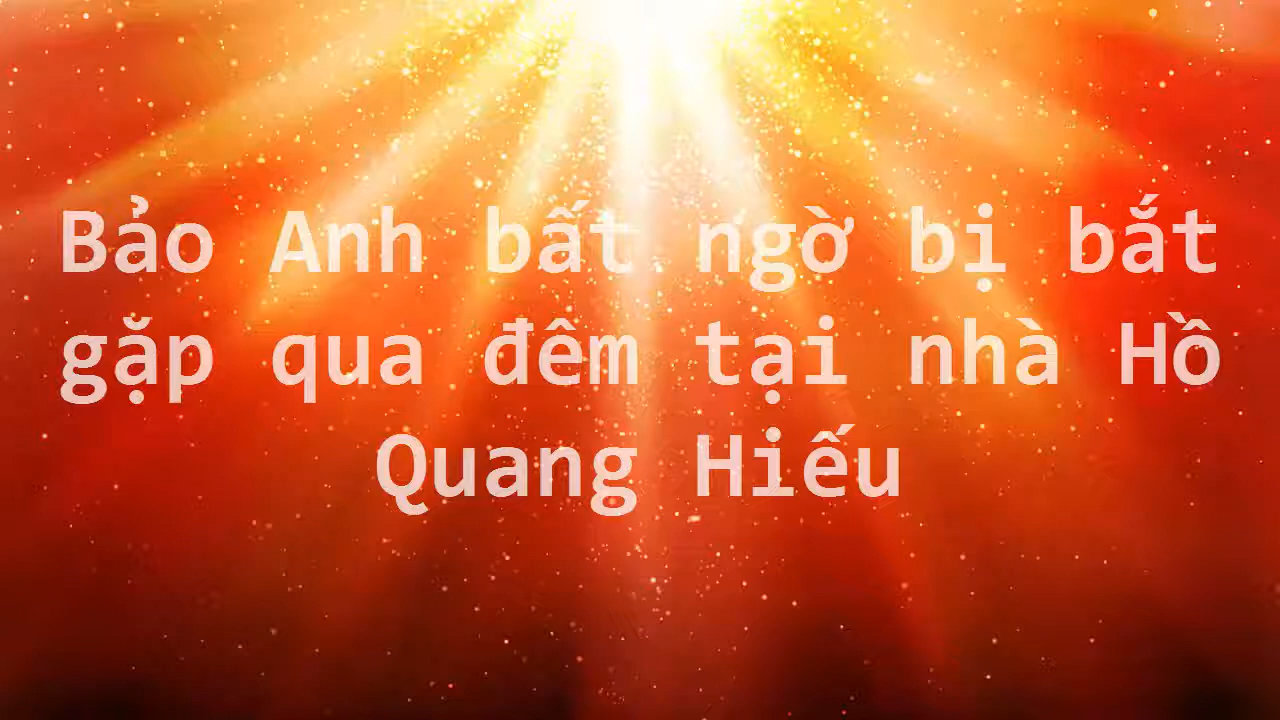 Bảo Anh bất ngờ bị bắt
gặp qua đêm tại nhà Hồ
Quang Hiếu